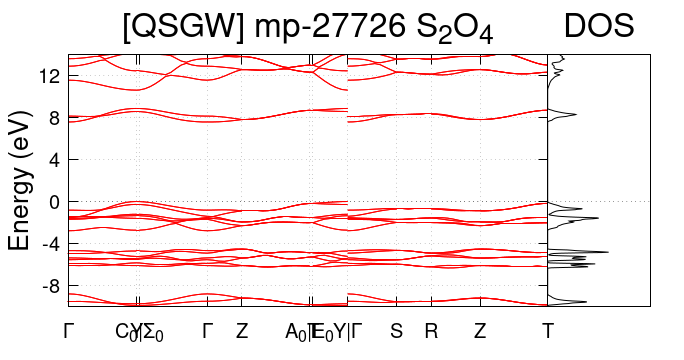 [QSGW] mp-27726 S₂O₄ DOS
Energy (eV)
12
8
4
0
-4
-8
Γ C₀|Σ₀ Γ Z A₀ E₀ Γ S R Z T